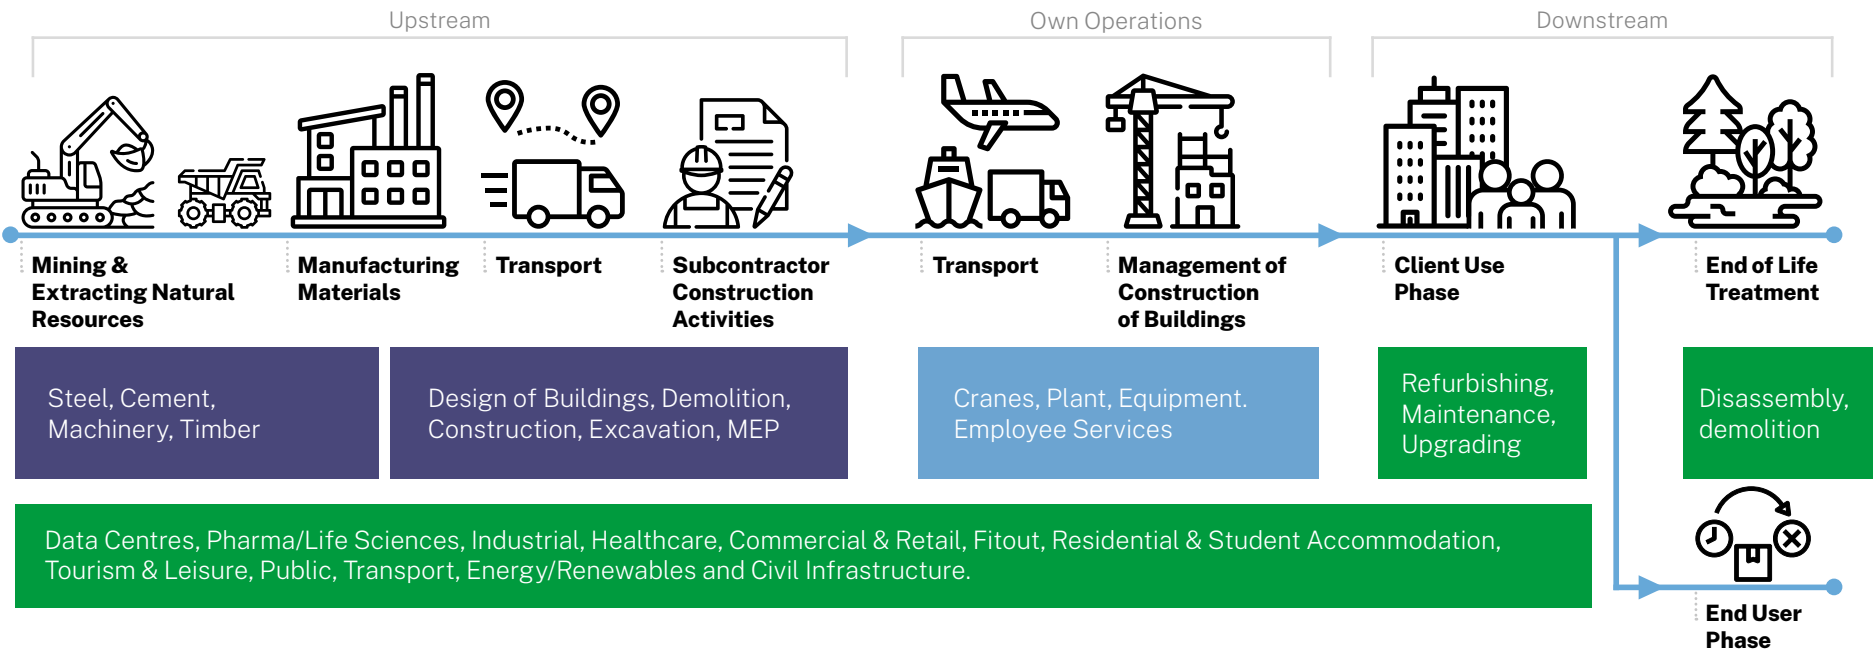 Upstream
Own Operations
Downstream
Mining &
Extracting Natural
Resources
Manufacturing
Materials
Transport
Subcontractor
Construction
Activities
Transport
Management of
Construction
of Buildings
Client Use
Phase
End of Life
Treatment
Steel, Cement,
Machinery, Timber
Design of Buildings, Demolition,
Construction, Excavation, MEP
Cranes, Plant, Equipment.
Employee Services
Refurbishing,
Maintenance,
Upgrading
Disassembly,
demolition
Data Centres, Pharma/Life Sciences, Industrial, Healthcare, Commercial & Retail, Fitout, Residential & Student Accommodation,
Tourism & Leisure, Public, Transport, Energy/Renewables and Civil Infrastructure.
End User
Phase